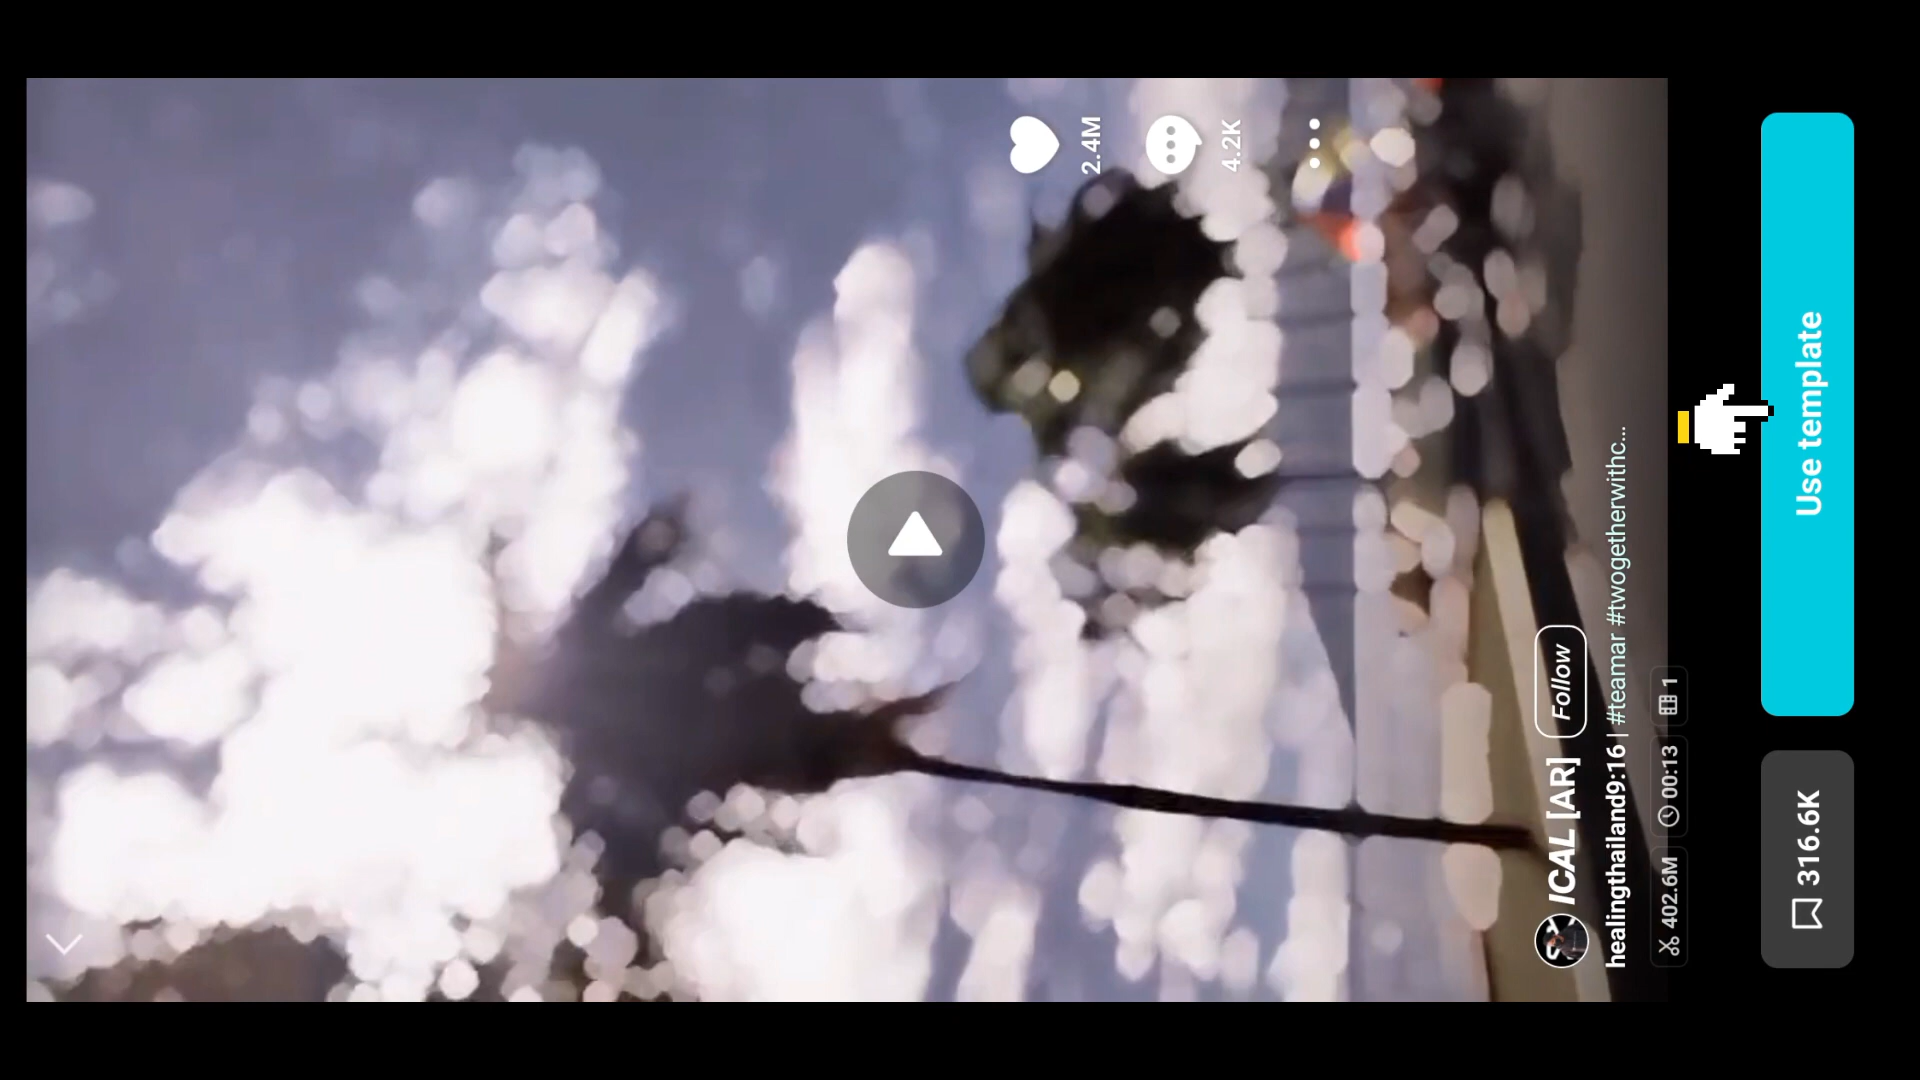 2.4M
4.2K
ICAL [AR] Follow
healingthailand9:16 | #teamar #twogetherwithc...
402.6M 00:13 1
316.6K Use template